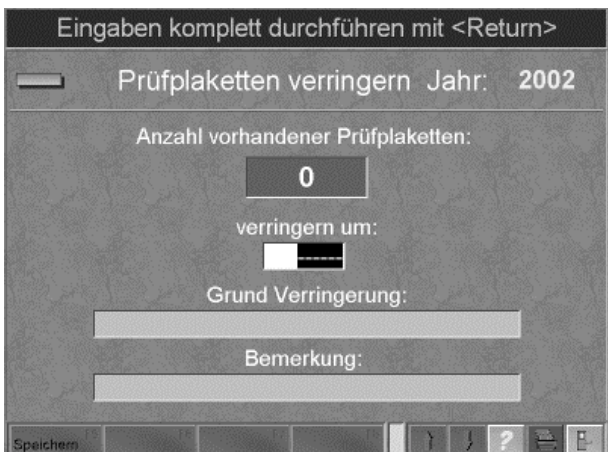 Eingaben komplett durchführen mit <Return>
Prüfplaketten verringern Jahr: 2002
Anzahl vorhandener Prüfplaketten:
0
verringern um:
Grund Verringerung:
Bemerkung:
Speichern
?